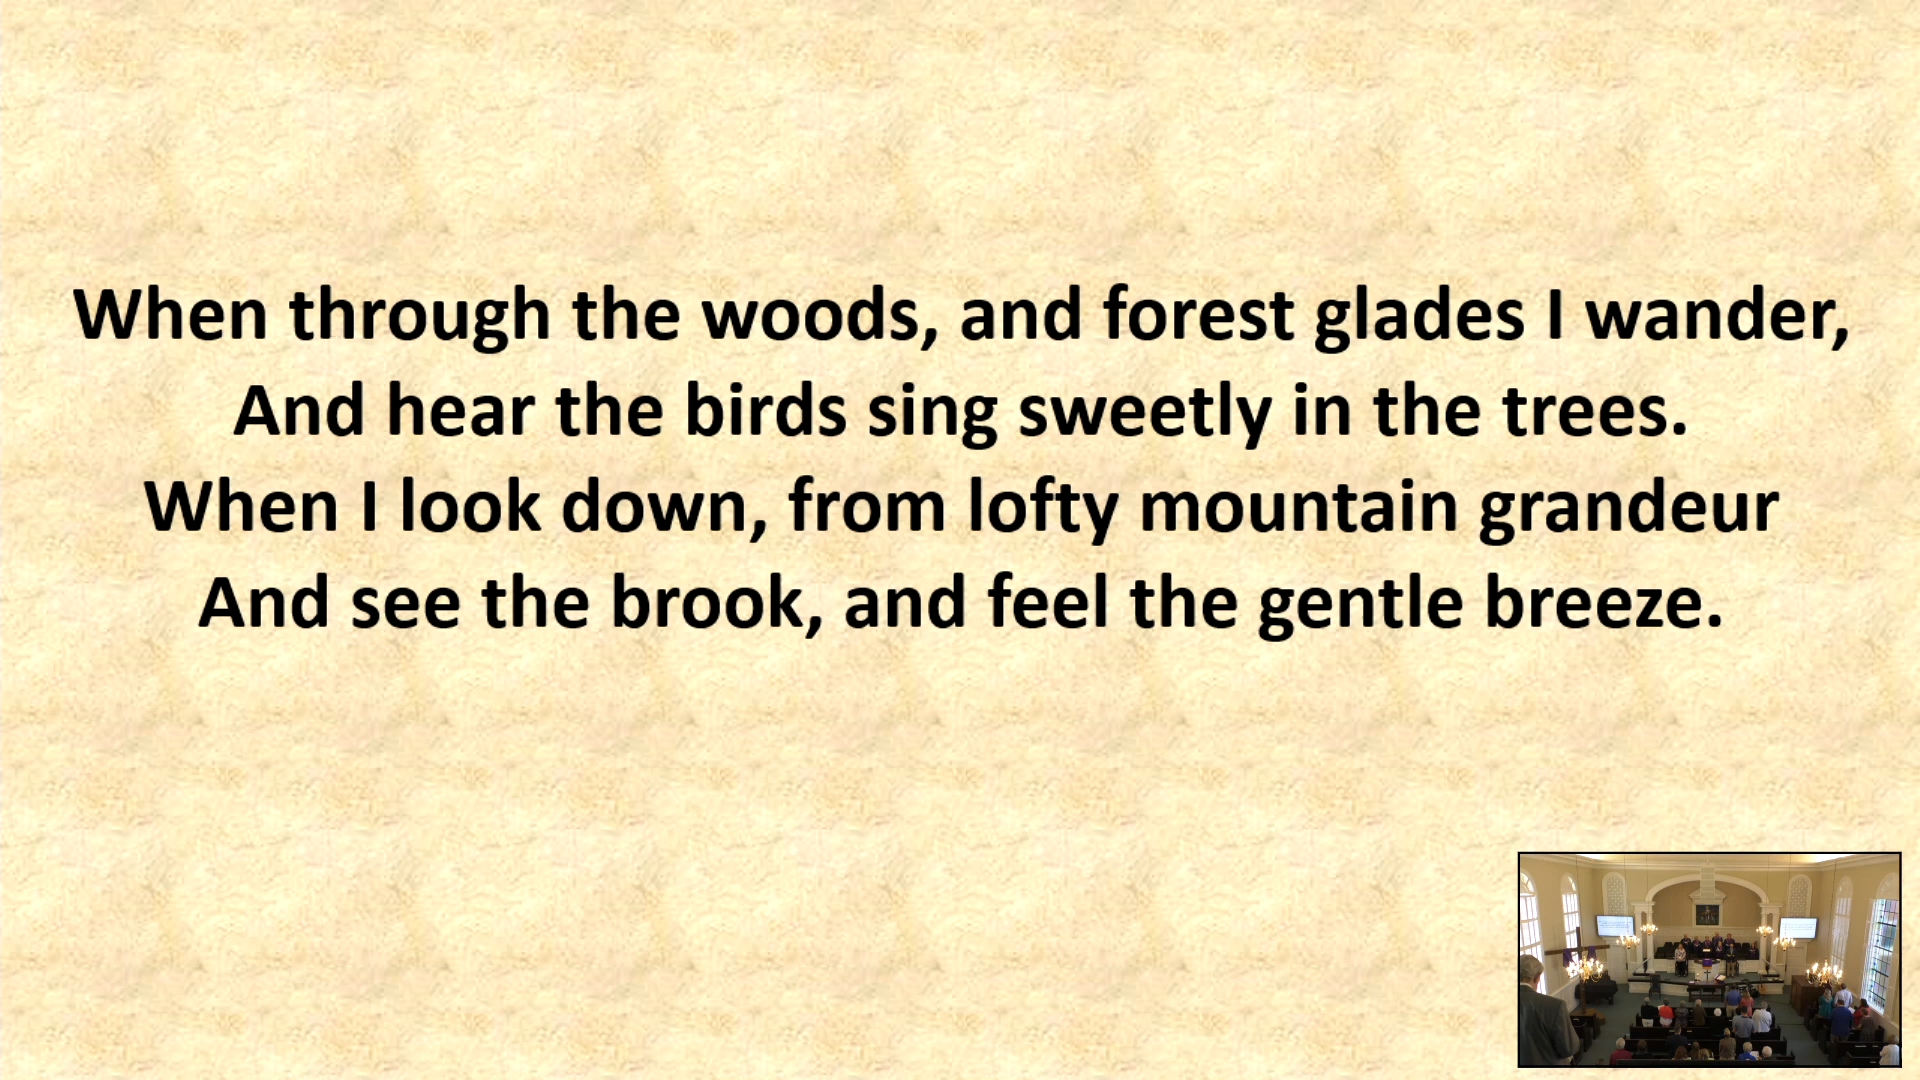 When through the woods, and forest glades I wander,
And hear the birds sing sweetly in the trees.
When I look down, from lofty mountain grandeur
And see the brook, and feel the gentle breeze.